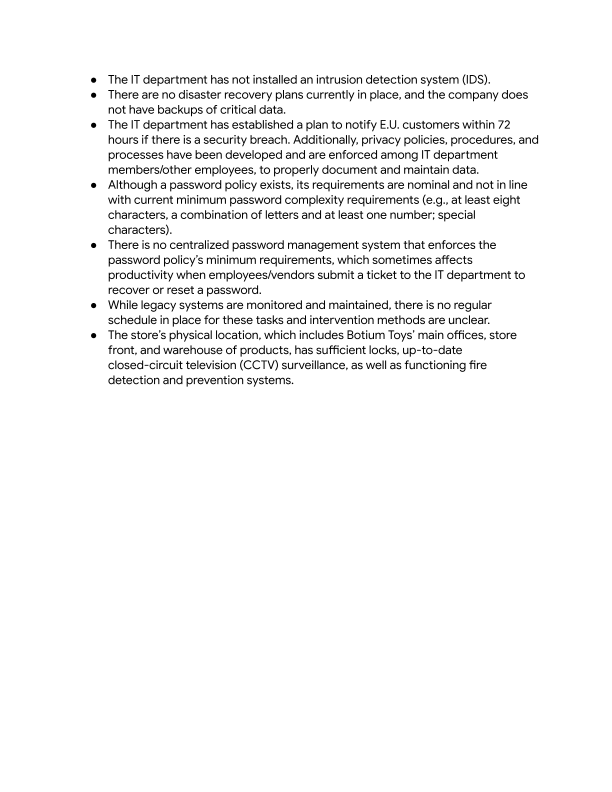 ● The IT department has not installed an intrusion detection system (IDS).
● There are no disaster recovery plans currently in place, and the company does
not have backups of critical data.
● The IT department has established a plan to notify E.U. customers within 72
hours if there is a security breach. Additionally, privacy policies, procedures, and
processes have been developed and are enforced among IT department
members/other employees, to properly document and maintain data.
● Although a password policy exists, its requirements are nominal and not in line
with current minimum password complexity requirements (e.g., at least eight
characters, a combination of letters and at least one number; special
characters).
● There is no centralized password management system that enforces the
password policy’s minimum requirements, which sometimes affects
productivity when employees/vendors submit a ticket to the IT department to
recover or reset a password.
● While legacy systems are monitored and maintained, there is no regular
schedule in place for these tasks and intervention methods are unclear.
● The store’s physical location, which includes Botium Toys’ main offices, store
front, and warehouse of products, has sufficient locks, up-to-date
closed-circuit television (CCTV) surveillance, as well as functioning fire
detection and prevention systems.